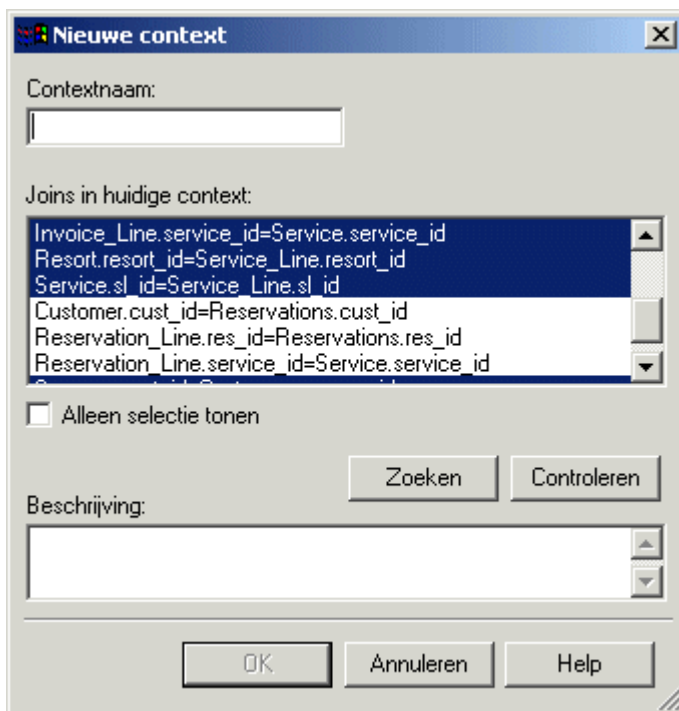 Nieuwe context
Contextnaam:
Joins in huidige context:
Invoice_Line.service_id=Service.service_id
Resort.resort_id=Service_Line.resort_id
Service.sl_id=Service_Line.sl_id
Customer.cust_id=Reservations.cust_id
Reservation_Line.res_id=Reservations.res_id
Reservation_Line.service_id=Service.service_id
Alleen selectie tonen
Zoeken Controleren
Beschrijving:
OK Annuleren Help